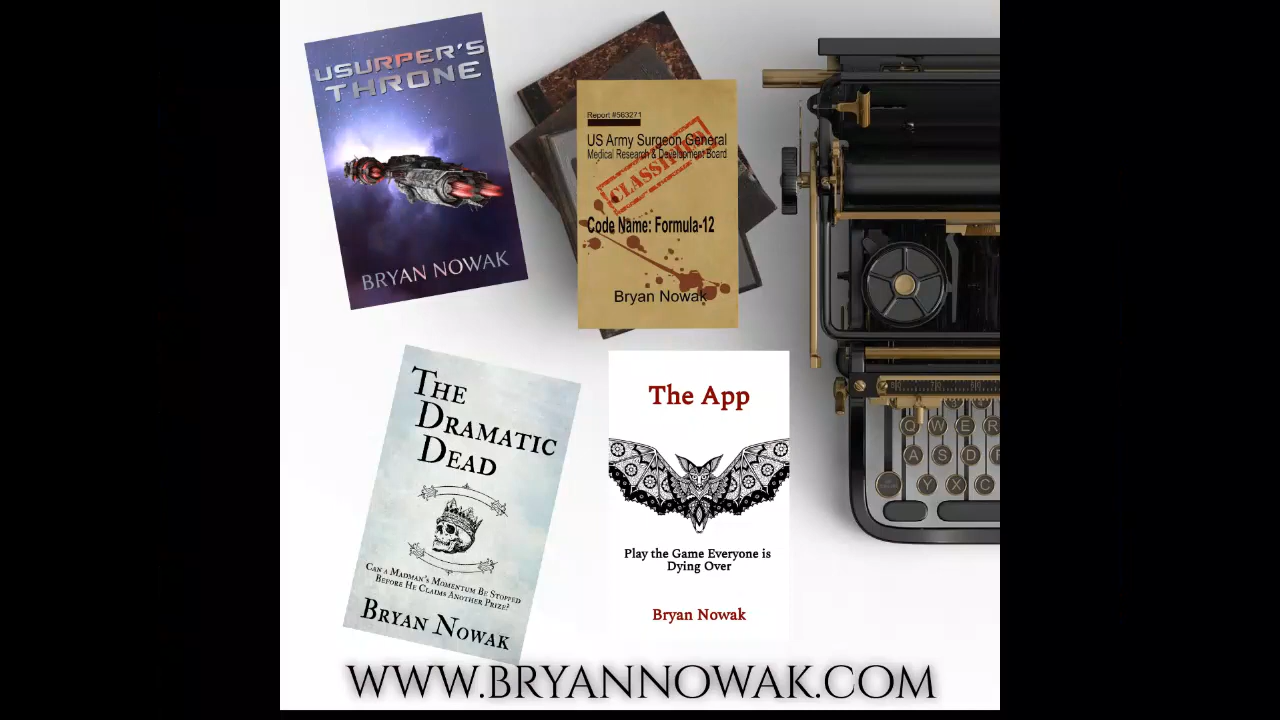 USURPER'S
THRONE
BRYAN NOWAK
Report #563271
US Army Surgeon General
Medical Research & Development Board
CLASSIFIED
Code Name: Formula-12
Bryan Nowak
THE
DRAMATIC
DEAD
CAN A MADMAN'S MOMENTUM BE STOPPED
BEFORE HE CLAIMS ANOTHER PRIZE?
BRYAN NOWAK
The App
Play the Game Everyone is
Dying Over
Bryan Nowak
Q W E R
A S D F
Y X C
WWW.BRYANNOWAK.COM